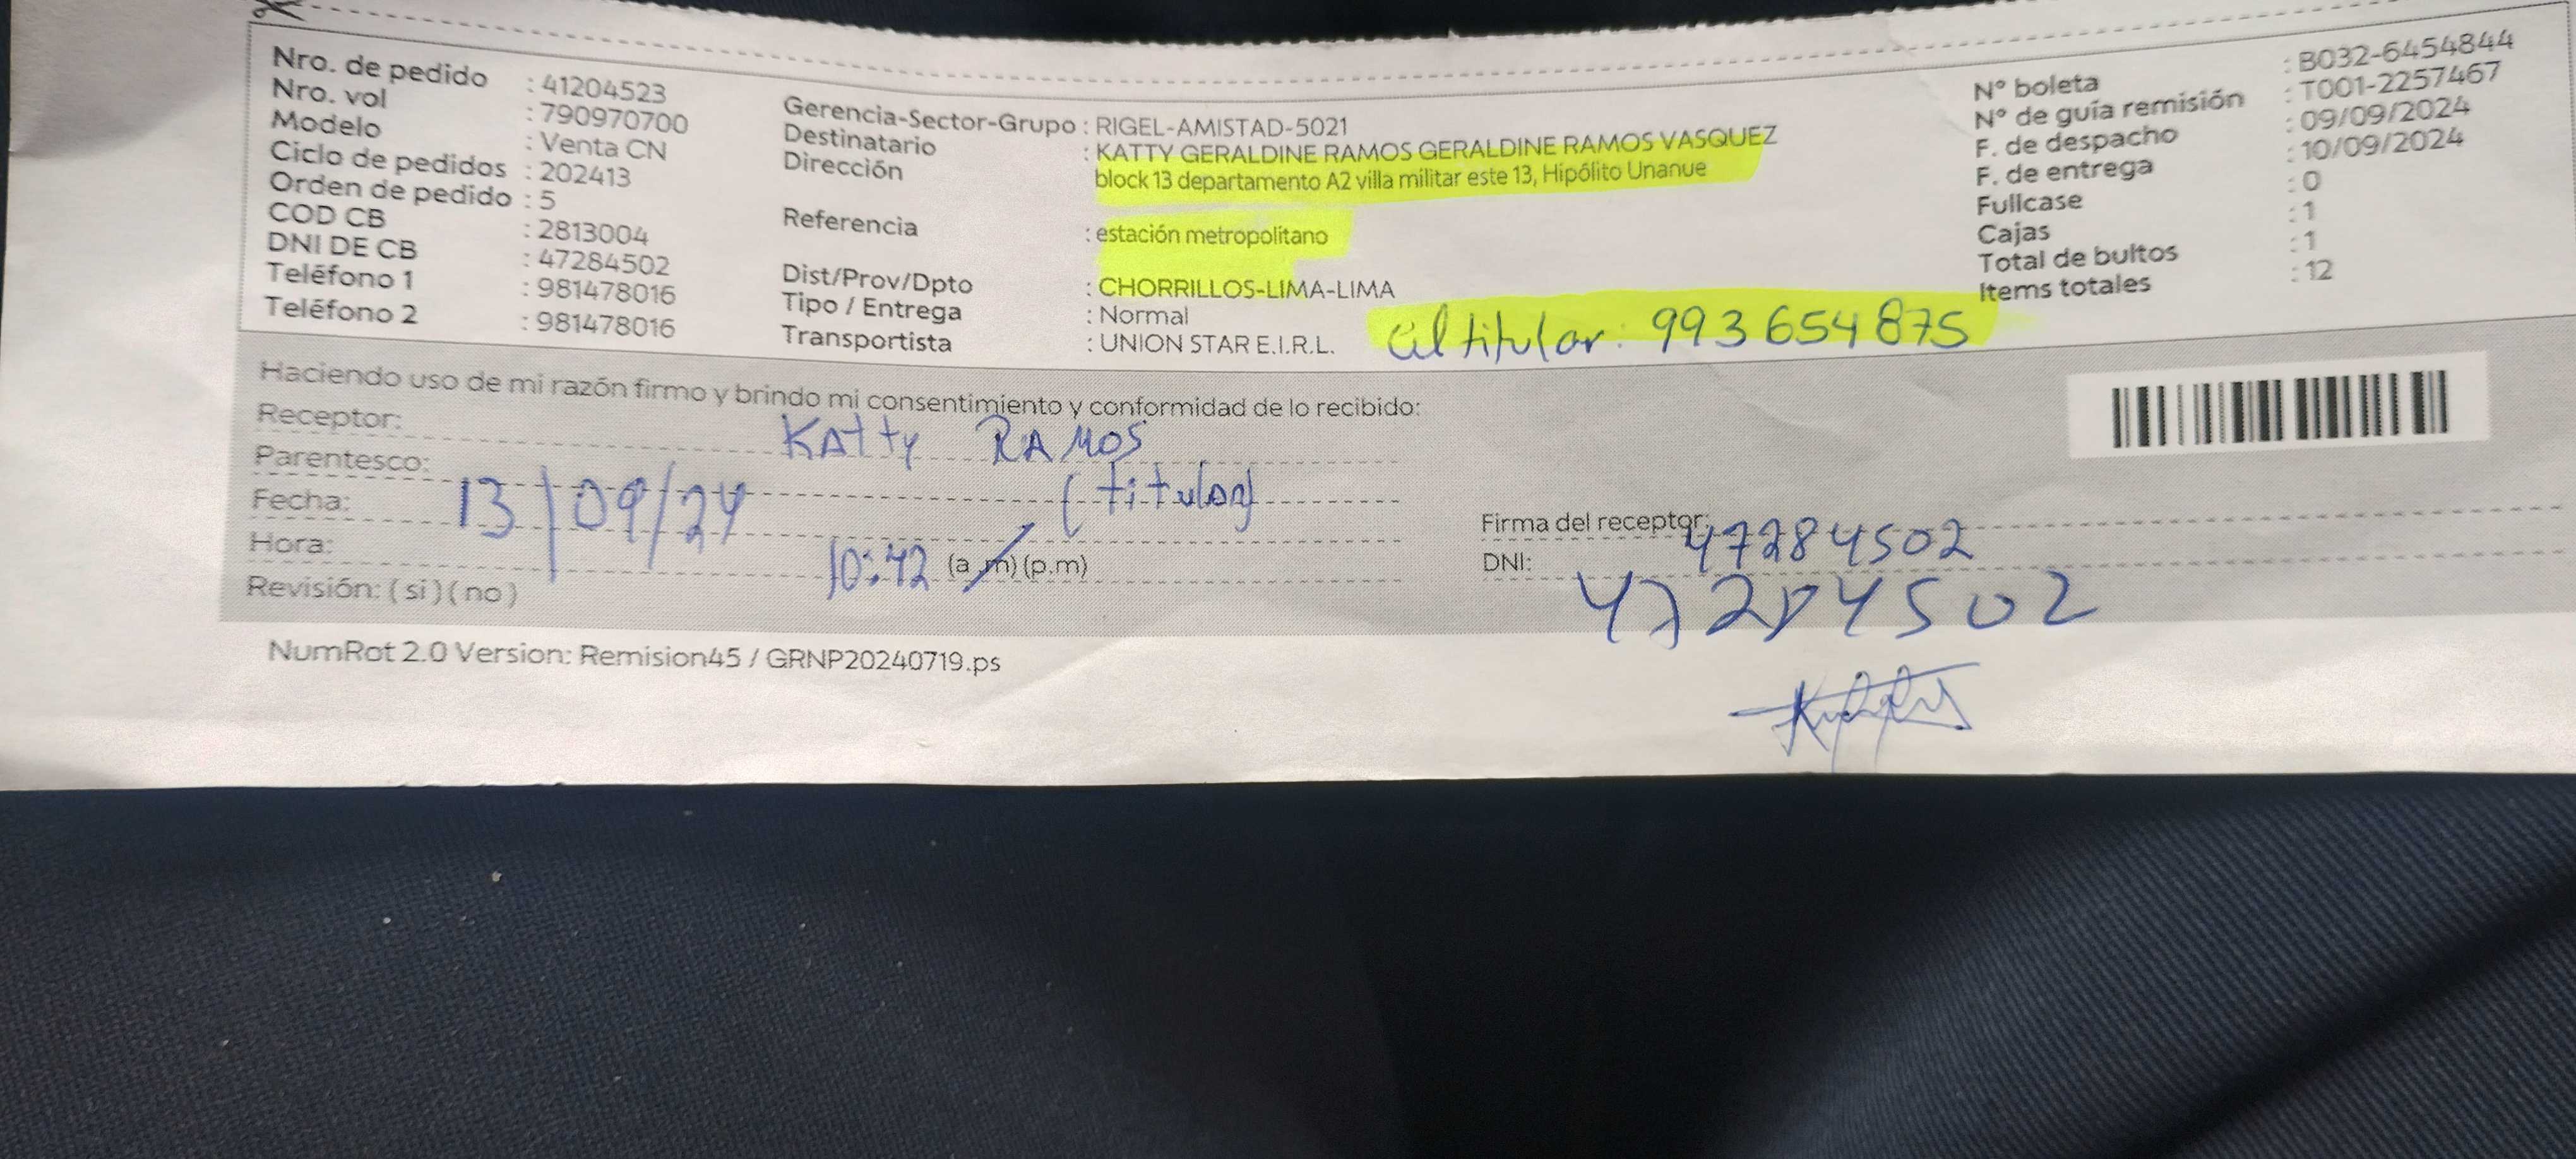 Nro. de pedido : 41204523
Nro. vol : 790970700
Modelo : Venta CN
Ciclo de pedidos : 202413
Orden de pedido : 5
COD CB : 2813004
DNI DE CB : 47284502
Teléfono 1 : 981478016
Teléfono 2 : 981478016
Gerencia-Sector-Grupo : RIGEL-AMISTAD-5021
Destinatario : KATTY GERALDINE RAMOS GERALDINE RAMOS VASQUEZ
Dirección block 13 departamento A2 villa militar este 13, Hipólito Unanue
Referencia : estación metropolitano
Dist/Prov/Dpto : CHORRILLOS-LIMA-LIMA
Tipo / Entrega : Normal
Transportista : UNION STAR E.I.R.L.
N° boleta : B032-6454844
N° de guía remisión : T001-2257467
F. de despacho : 09/09/2024
F. de entrega : 10/09/2024
Fullcase : 0
Cajas : 1
Total de bultos : 1
Items totales : 12
Cel titular: 993654875
Haciendo uso de mi razón firmo y brindo mi consentimiento y conformidad de lo recibido:
Receptor: Katty RAMOS
Parentesco: (titular)
Fecha: 13/09/24
Hora: 10:42 (a.m) (p.m)
Revisión: ( si ) ( no )
Firma del receptor: 47284502
DNI: 47284502
NumRot 2.0 Version: Remision45 / GRNP20240719.ps